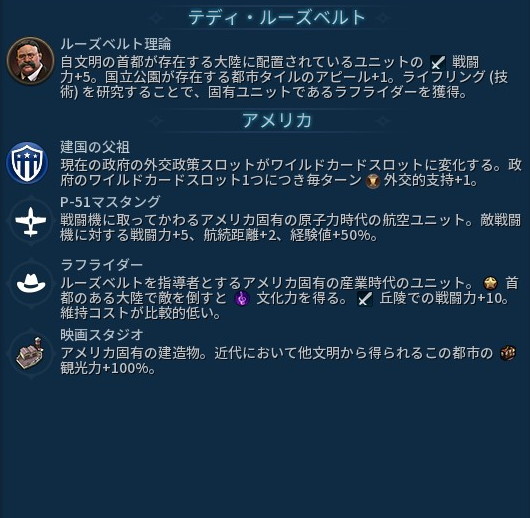 テディ・ルーズベルト
ルーズベルト理論
自文明の首都が存在する大陸に配置されているユニットの 戦闘
力+5。国立公園が存在する都市タイルのアピール+1。ライフリング (技
術) を研究することで、固有ユニットであるラフライダーを獲得。
アメリカ
建国の父祖
現在の政府の外交政策スロットがワイルドカードスロットに変化する。政
府のワイルドカードスロット1つにつき毎ターン 外交的支持+1。
P-51マスタング
戦闘機に取ってかわるアメリカ固有の原子力時代の航空ユニット。敵戦闘
機に対する戦闘力+5、航続距離+2、経験値+50%。
ラフライダー
ルーズベルトを指導者とするアメリカ固有の産業時代のユニット。 首
都のある大陸で敵を倒すと 文化力を得る。 丘陵での戦闘力+10。
維持コストが比較的低い。
映画スタジオ
アメリカ固有の建造物。近代において他文明から得られるこの都市の
観光力+100%。